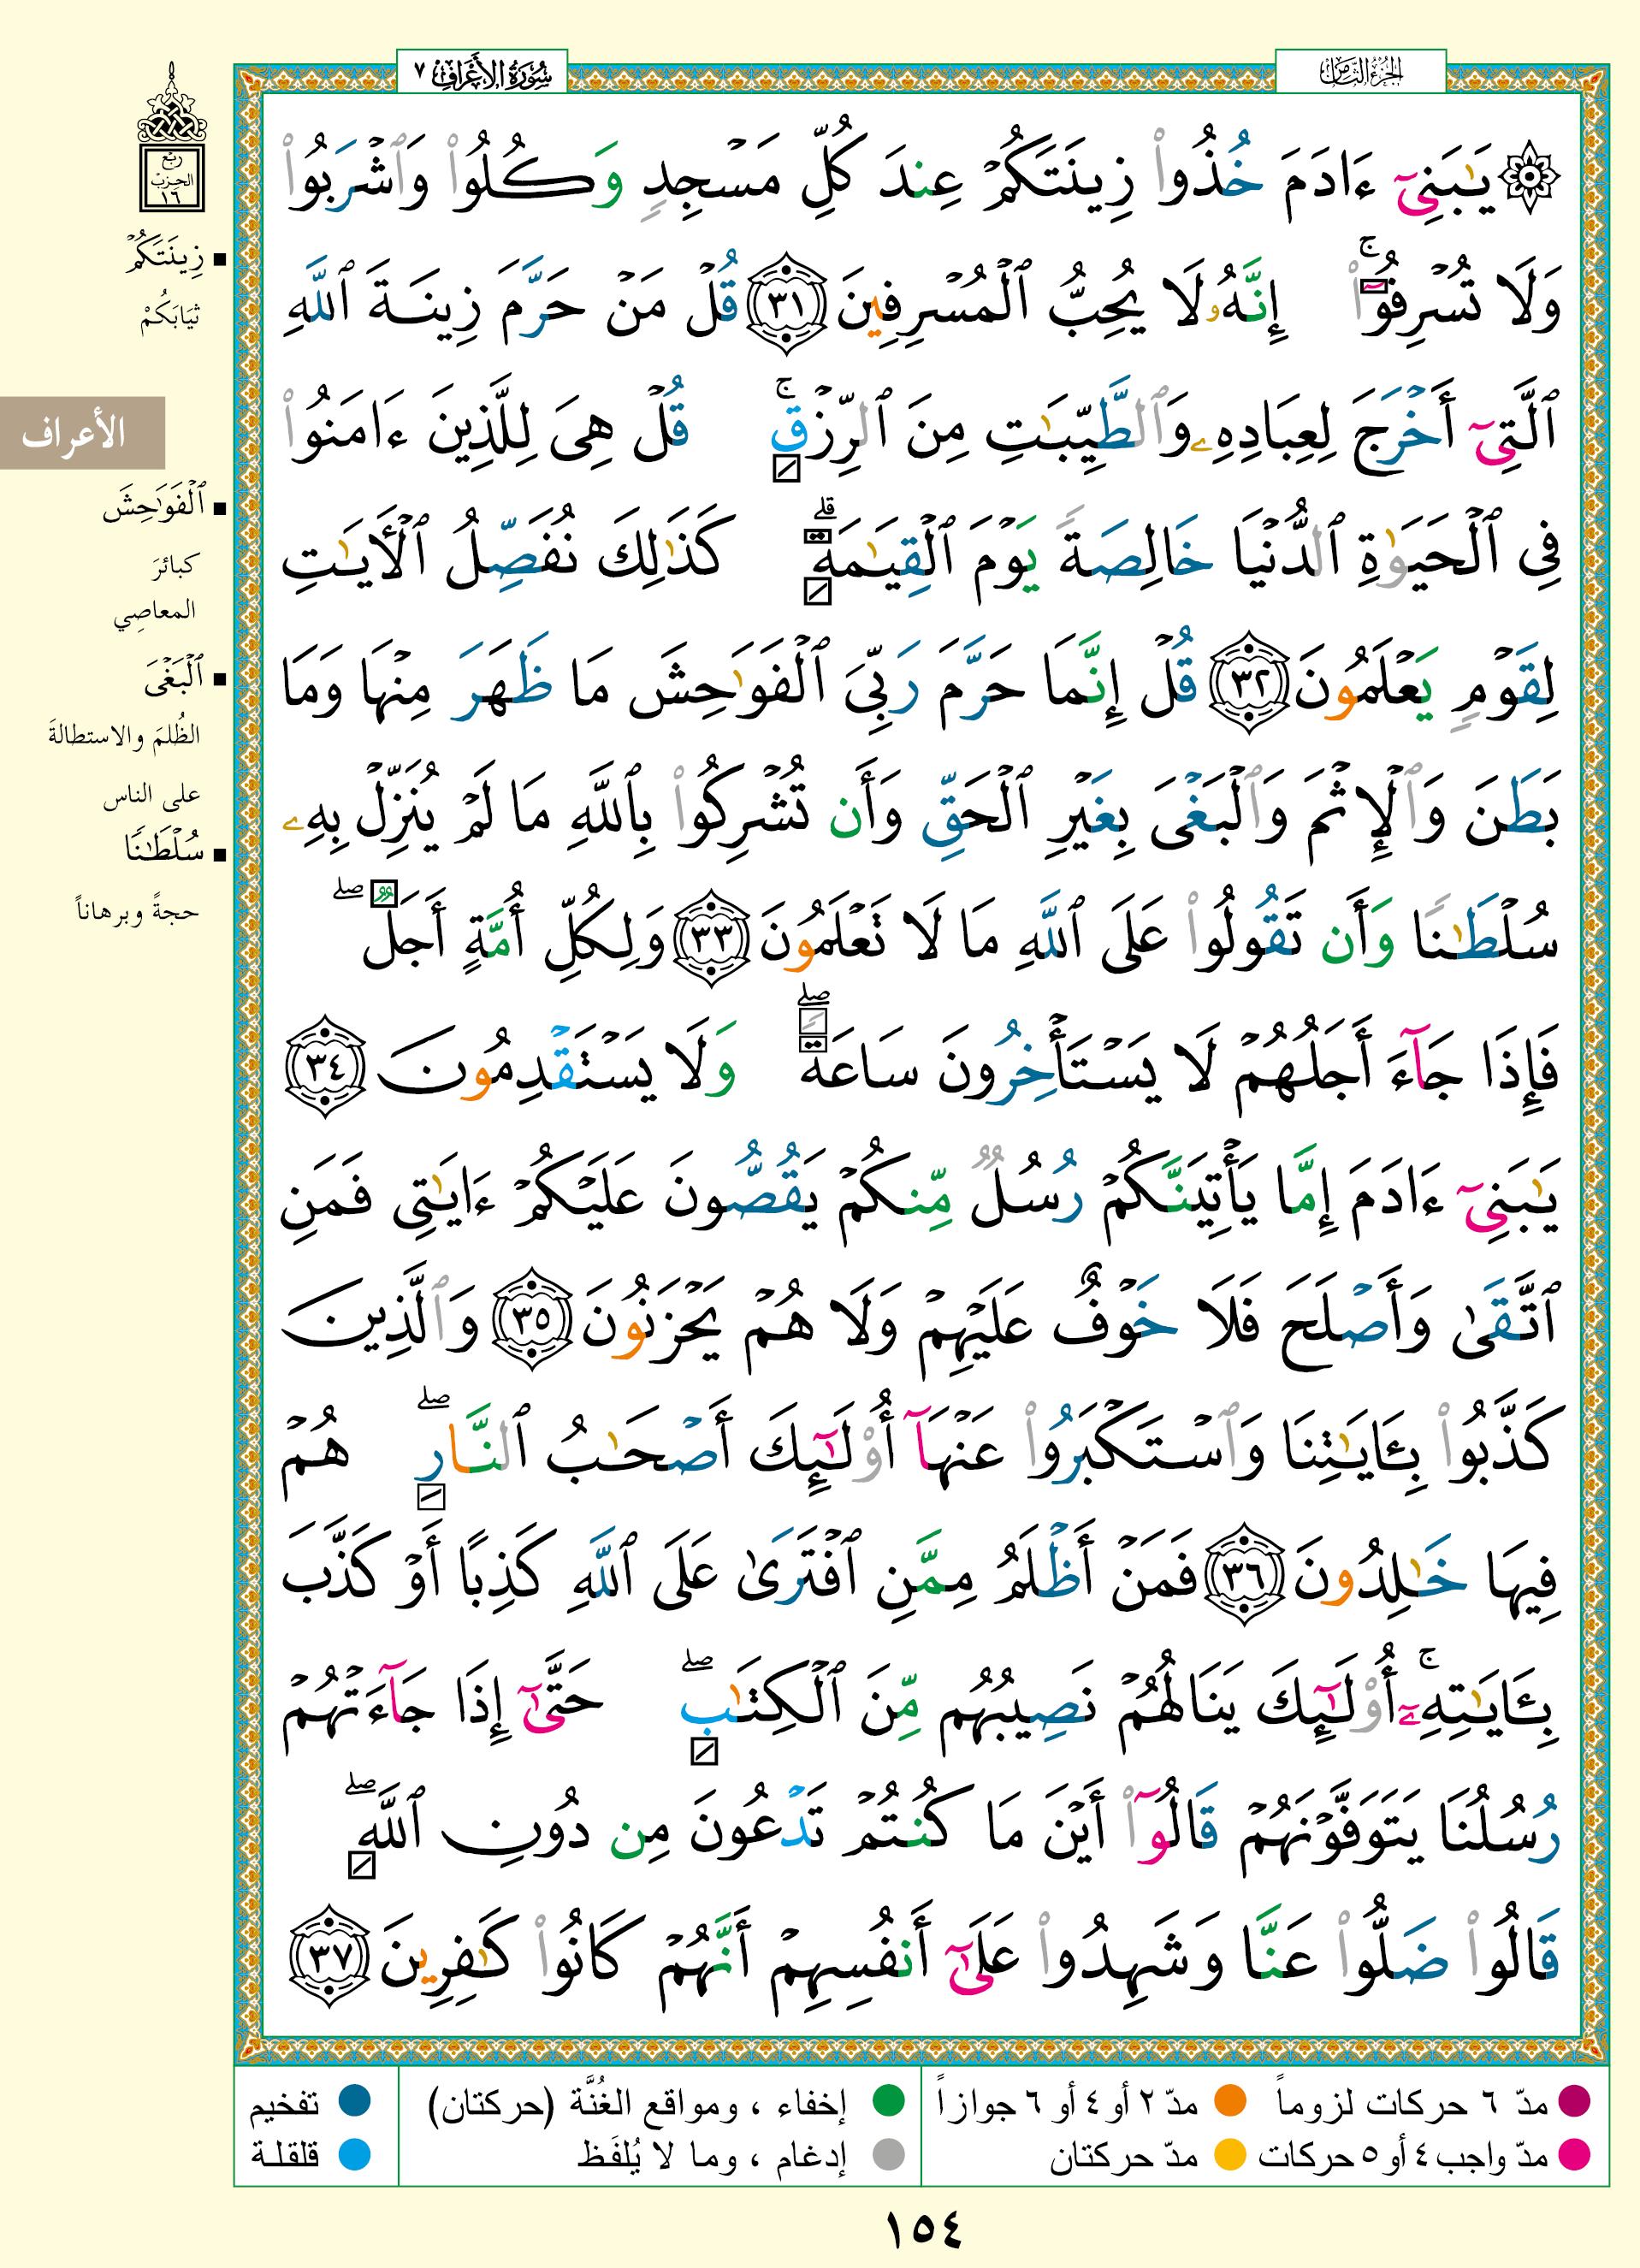 الجزء الثامن
سُورَةُ الأَعْرَاف ٧
۞ يَٰبَنِىٓ ءَادَمَ خُذُوا۟ زِينَتَكُمْ عِندَ كُلِّ مَسْجِدٍ وَكُلُوا۟ وَٱشْرَبُوا۟
وَلَا تُسْرِفُوٓا۟ ۚ إِنَّهُۥ لَا يُحِبُّ ٱلْمُسْرِفِينَ ٣١ قُلْ مَنْ حَرَّمَ زِينَةَ ٱللَّهِ
ٱلَّتِىٓ أَخْرَجَ لِعِبَادِهِۦ وَٱلطَّيِّبَٰتِ مِنَ ٱلرِّزْقِ ۚ قُلْ هِىَ لِلَّذِينَ ءَامَنُوا۟
فِى ٱلْحَيَوٰةِ ٱلدُّنْيَا خَالِصَةً يَوْمَ ٱلْقِيَٰمَةِ ۗ كَذَٰلِكَ نُفَصِّلُ ٱلْأَيَٰتِ
لِقَوْمٍ يَعْلَمُونَ ٣٢ قُلْ إِنَّمَا حَرَّمَ رَبِّىَ ٱلْفَوَٰحِشَ مَا ظَهَرَ مِنْهَا وَمَا
بَطَنَ وَٱلْإِثْمَ وَٱلْبَغْىَ بِغَيْرِ ٱلْحَقِّ وَأَن تُشْرِكُوا۟ بِٱللَّهِ مَا لَمْ يُنَزِّلْ بِهِۦ
سُلْطَٰنًا وَأَن تَقُولُوا۟ عَلَى ٱللَّهِ مَا لَا تَعْلَمُونَ ٣٣ وَلِكُلِّ أُمَّةٍ أَجَلٌ ۖ
فَإِذَا جَآءَ أَجَلُهُمْ لَا يَسْتَأْخِرُونَ سَاعَةً ۖ وَلَا يَسْتَقْدِمُونَ ٣٤
يَٰبَنِىٓ ءَادَمَ إِمَّا يَأْتِيَنَّكُمْ رُسُلٌ مِّنكُمْ يَقُصُّونَ عَلَيْكُمْ ءَايَٰتِى فَمَنِ
ٱتَّقَىٰ وَأَصْلَحَ فَلَا خَوْفٌ عَلَيْهِمْ وَلَا هُمْ يَحْزَنُونَ ٣٥ وَٱلَّذِينَ
كَذَّبُوا۟ بِـَٔايَٰتِنَا وَٱسْتَكْبَرُوا۟ عَنْهَآ أُو۟لَٰٓئِكَ أَصْحَٰبُ ٱلنَّارِ ۖ هُمْ
فِيهَا خَٰلِدُونَ ٣٦ فَمَنْ أَظْلَمُ مِمَّنِ ٱفْتَرَىٰ عَلَى ٱللَّهِ كَذِبًا أَوْ كَذَّبَ
بِـَٔايَٰتِهِۦٓ ۚ أُو۟لَٰٓئِكَ يَنَالُهُمْ نَصِيبُهُم مِّنَ ٱلْكِتَٰبِ ۖ حَتَّىٰٓ إِذَا جَآءَتْهُمْ
رُسُلُنَا يَتَوَفَّوْنَهُمْ قَالُوٓا۟ أَيْنَ مَا كُنتُمْ تَدْعُونَ مِن دُونِ ٱللَّهِ ۖ
قَالُوا۟ ضَلُّوا۟ عَنَّا وَشَهِدُوا۟ عَلَىٰٓ أَنفُسِهِمْ أَنَّهُمْ كَانُوا۟ كَٰفِرِينَ ٣٧
ربع
الحزب
١٦
▪ زِينَتَكُمْ
ثيَابَكُمْ
الأعراف
▪ ٱلْفَوَٰحِشَ
كبائرَ
المعاصِي
▪ ٱلْبَغْىَ
الظُلمَ والاستطالةَ
على الناس
▪ سُلْطَٰنًا
حجةً وبرهاناً
مدّ ٦ حركات لزوماً
مدّ ٢ أو ٤ أو ٦ جوازاً
إخفاء ، ومواقع الغُنَّة (حركتان)
تفخيم
مدّ واجب ٤ أو ٥ حركات
مدّ حركتان
إدغام ، وما لا يُلفَظ
قلقلة
١٥٤